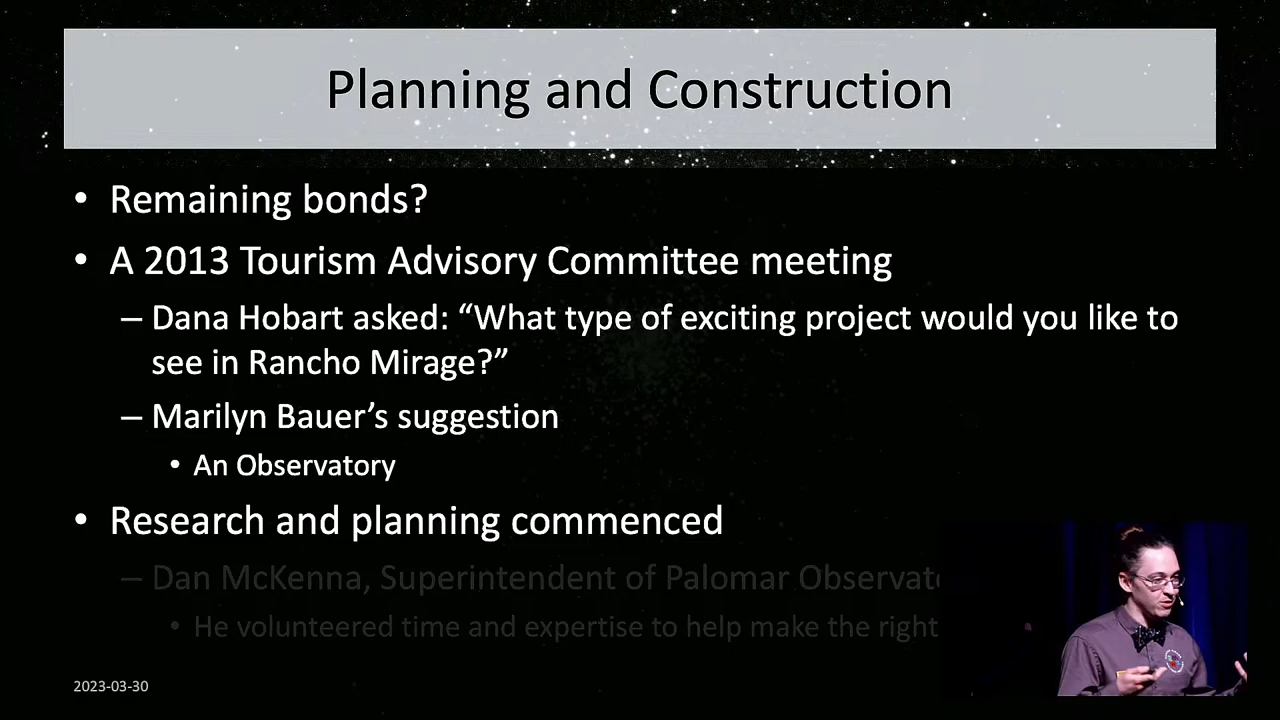 Planning and Construction
• Remaining bonds?
• A 2013 Tourism Advisory Committee meeting
– Dana Hobart asked: “What type of exciting project would you like to
see in Rancho Mirage?”
– Marilyn Bauer’s suggestion
• An Observatory
• Research and planning commenced
– Dan McKenna, Superintendent of Palomar
• He volunteered time and expertise to help make the right
2023-03-30